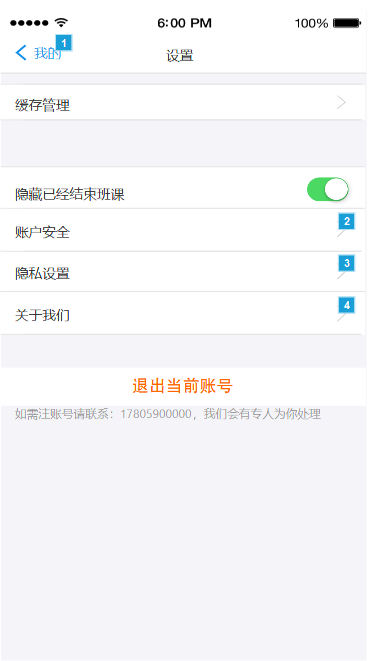 6:00 PM
100%
我的
1
设置
缓存管理
隐藏已经结束班课
账户安全
2
隐私设置
3
关于我们
4
退出当前账号
如需注账号请联系：17805900000，我们会有专人为你处理